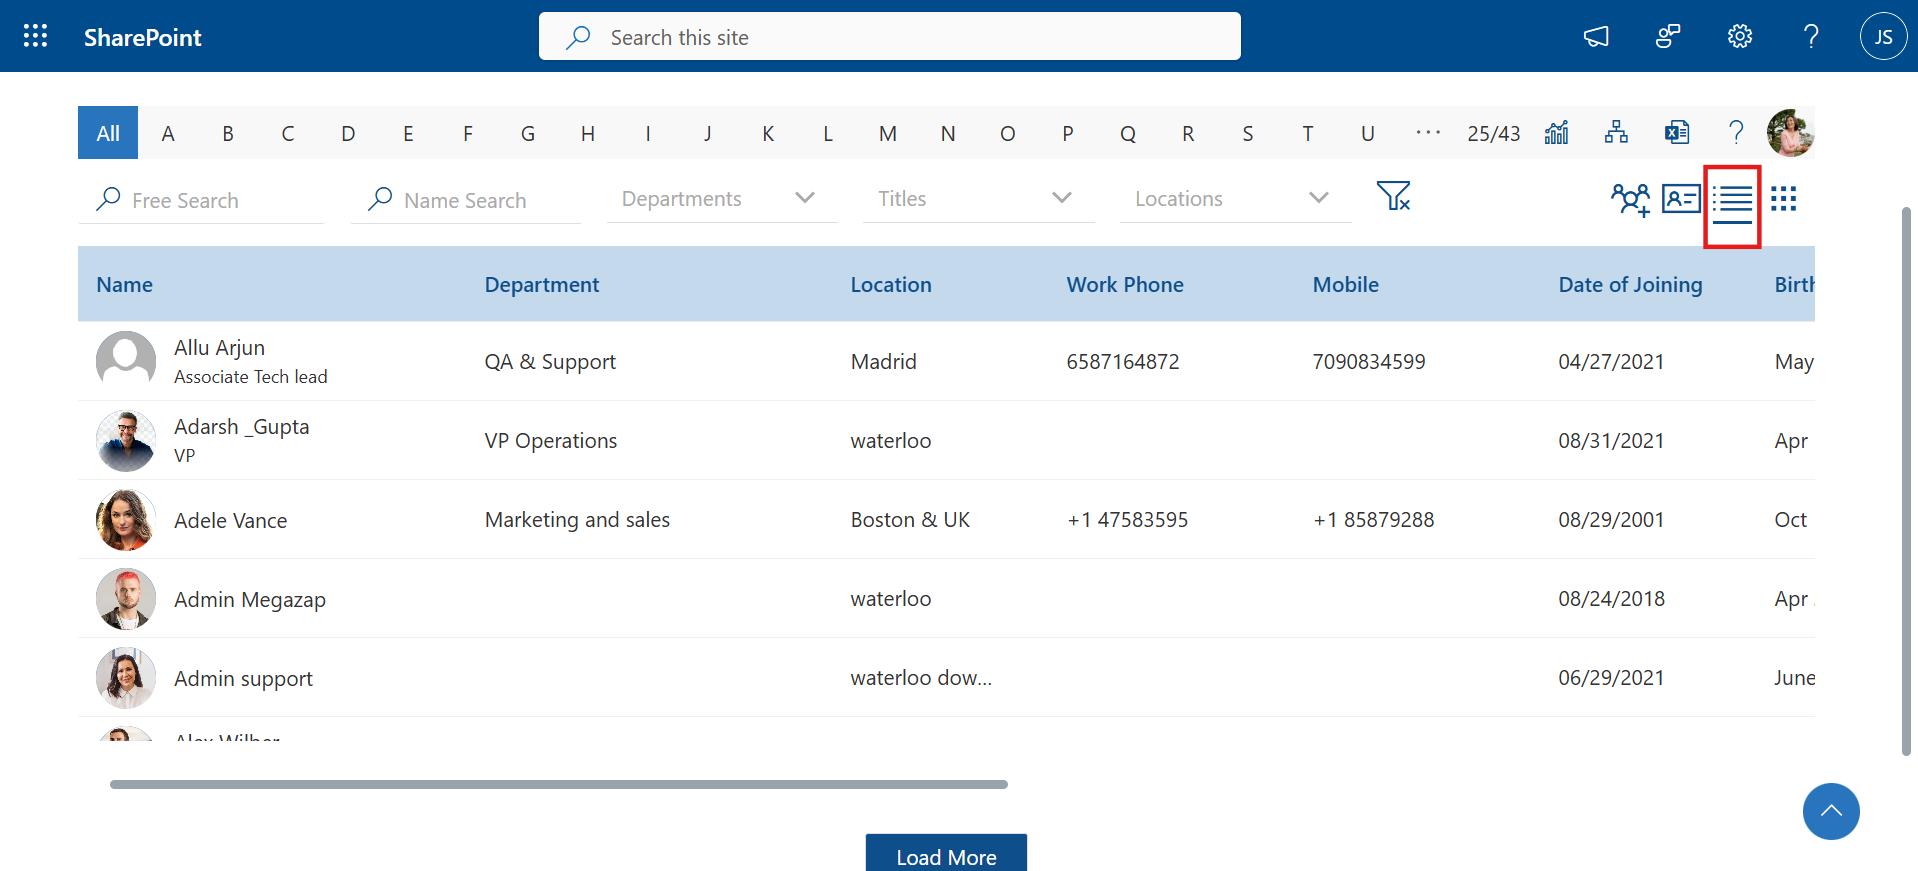 SharePoint
Search this site
JS
All A B C D E F G H I J K L M N O P Q R S T U ··· 25/43
Free Search Name Search Departments Titles Locations
Name Department Location Work Phone Mobile Date of Joining Birth
Allu Arjun
Associate Tech lead
QA & Support Madrid 6587164872 7090834599 04/27/2021 May
Adarsh _Gupta
VP
VP Operations waterloo 08/31/2021 Apr
Adele Vance Marketing and sales Boston & UK +1 47583595 +1 85879288 08/29/2001 Oct
Admin Megazap waterloo 08/24/2018 Apr
Admin support waterloo dow... 06/29/2021 June
Alex Wilber
Load More